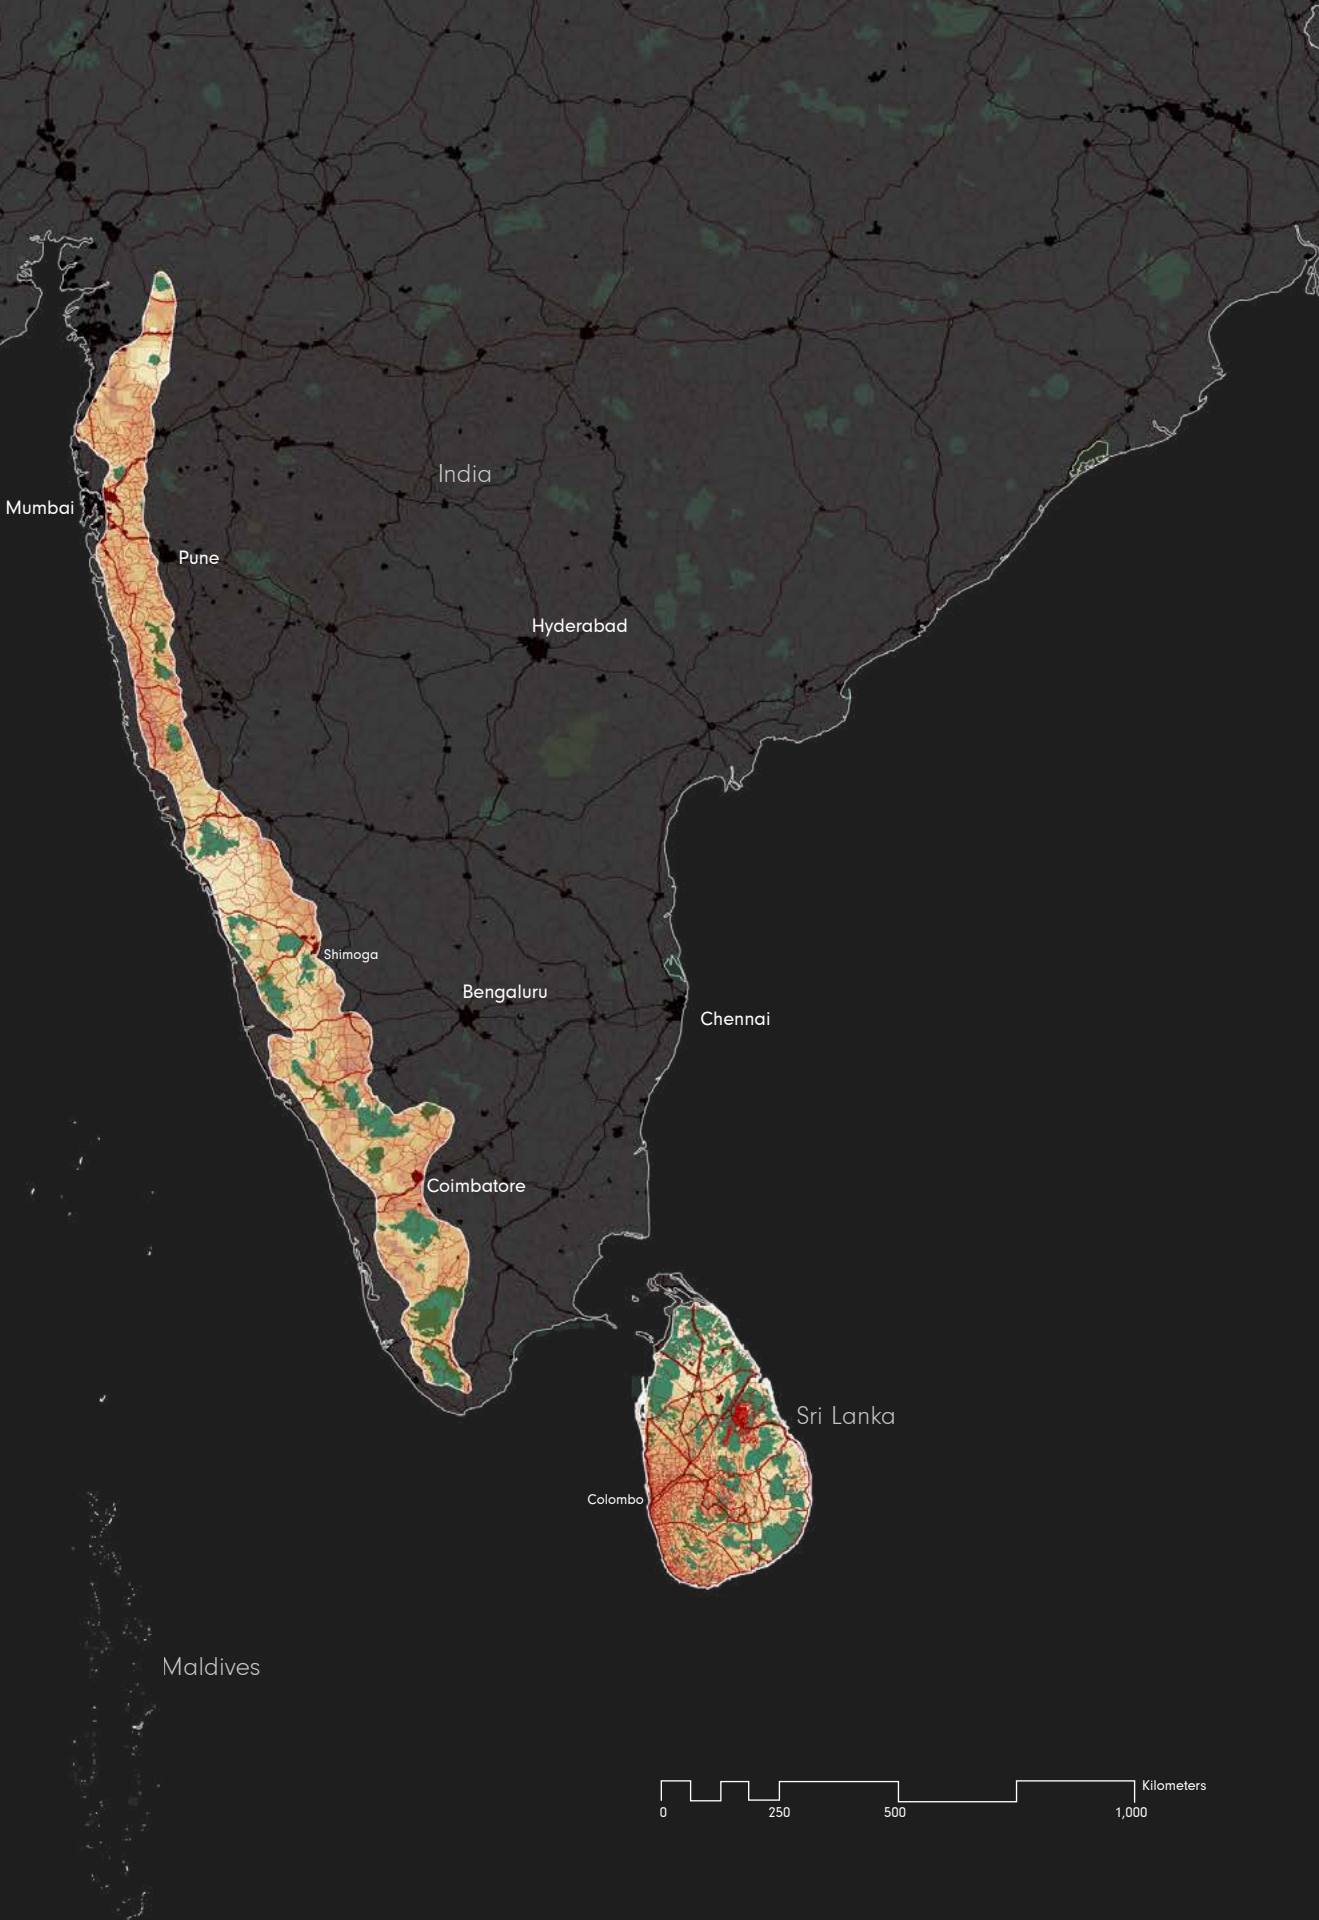 India
Mumbai
Pune
Hyderabad
Shimoga
Bengaluru
Chennai
Coimbatore
Sri Lanka
Colombo
Maldives
Kilometers
0 250 500 1,000